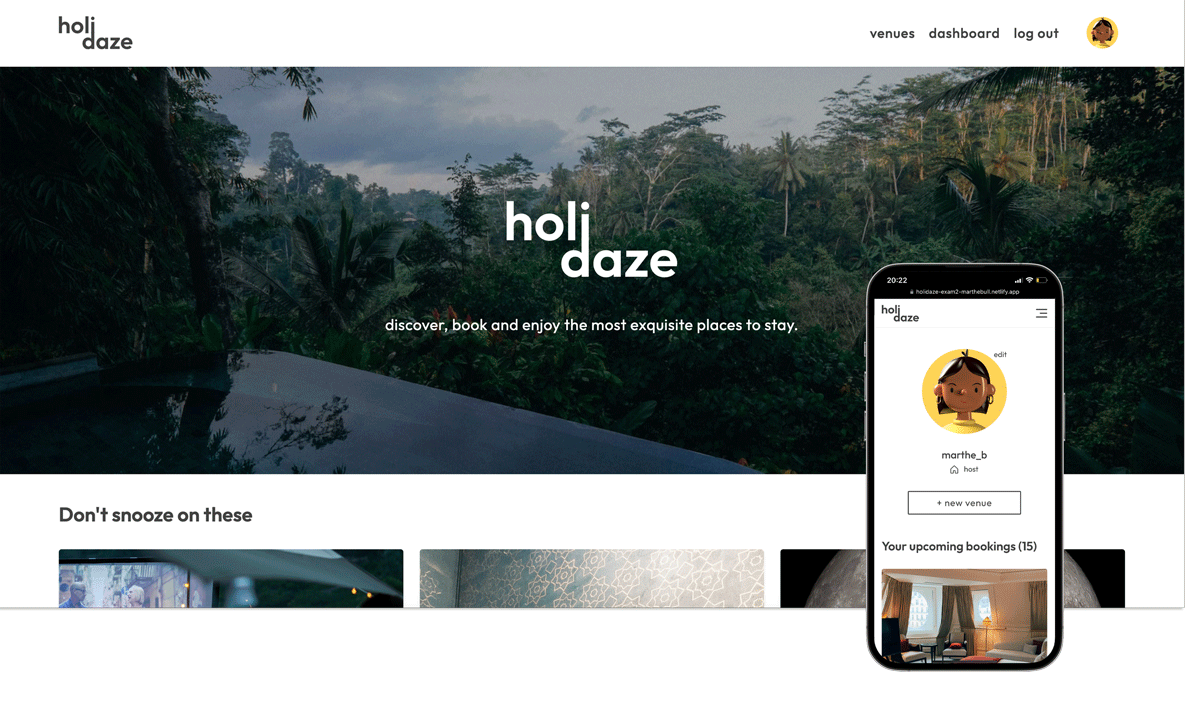 holi
daze
venues dashboard log out
holi
daze
discover, book and enjoy the most exquisite places to stay.
Don't snooze on these
20:22
holidaze-exam2-marthebull.netlify.app
holi
daze
edit
marthe_b
host
+ new venue
Your upcoming bookings (15)